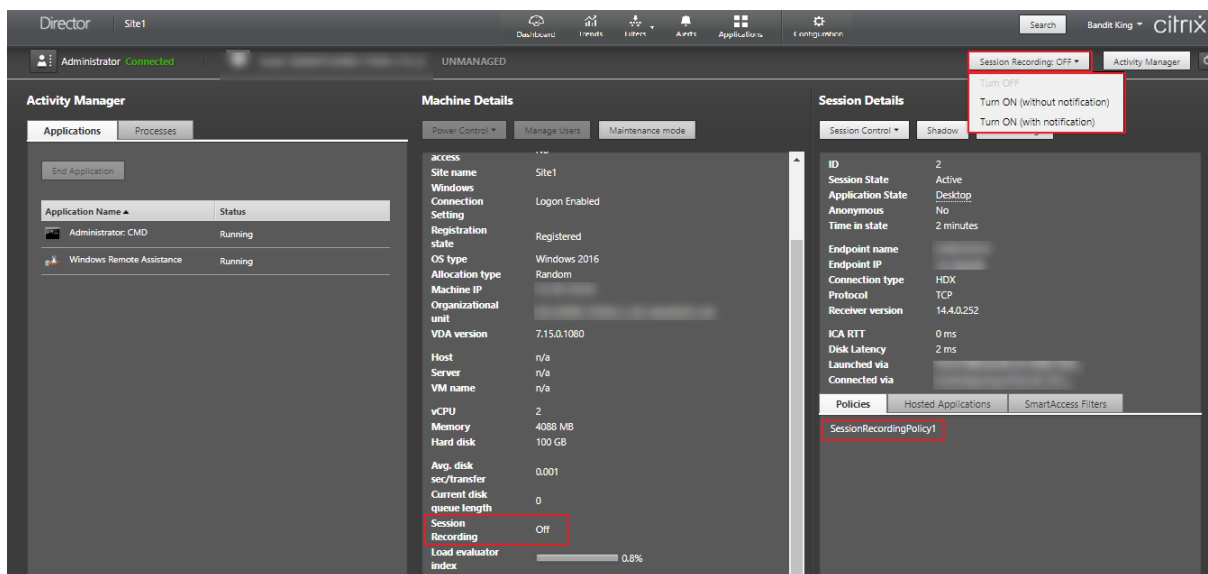 Director
Site1
Dashboard
Trends
Filters
Alerts
Applications
Configuration
Search
Bandit King
citrix
Administrator Connected
UNMANAGED
Session Recording: OFF
Activity Manager
Turn OFF
Turn ON (without notification)
Turn ON (with notification)
Activity Manager
Applications
Processes
End Application
Application Name
Status
Administrator: CMD
Running
Windows Remote Assistance
Running
Machine Details
Power Control
Manage Users
Maintenance mode
access
No
Site name
Site1
Windows
Connection
Setting
Logon Enabled
Registration
state
Registered
OS type
Windows 2016
Allocation type
Random
Machine IP
Organizational
unit
VDA version
7.15.0.1080
Host
n/a
Server
n/a
VM name
n/a
vCPU
2
Memory
4088 MB
Hard disk
100 GB
Avg. disk
sec/transfer
0.001
Current disk
queue length
0
Session
Recording
Off
Load evaluator
index
0.8%
Session Details
Session Control
Shadow
ID
2
Session State
Active
Application State
Desktop
Anonymous
No
Time in state
2 minutes
Endpoint name
Endpoint IP
Connection type
HDX
Protocol
TCP
Receiver version
14.4.0.252
ICA RTT
0 ms
Disk Latency
2 ms
Launched via
Connected via
Policies
Hosted Applications
SmartAccess Filters
SessionRecordingPolicy1